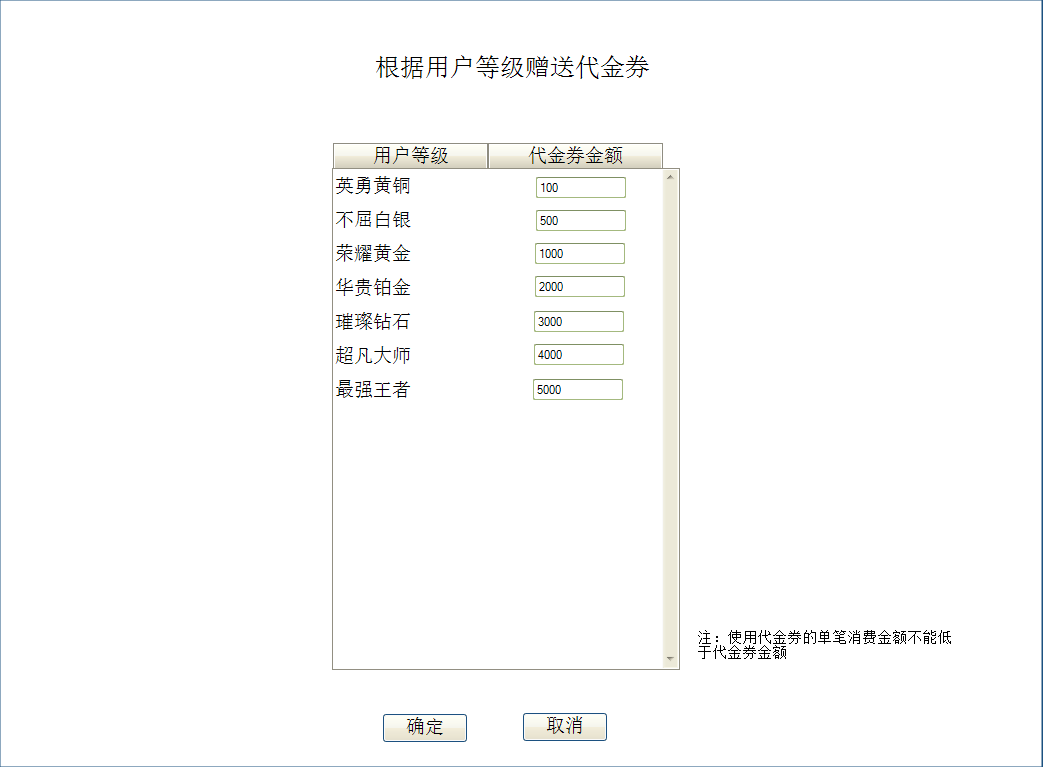 根据用户等级赠送代金券
用户等级 代金券金额
英勇黄铜 100
不屈白银 500
荣耀黄金 1000
华贵铂金 2000
璀璨钻石 3000
超凡大师 4000
最强王者 5000
注：使用代金券的单笔消费金额不能低
于代金券金额
确定 取消